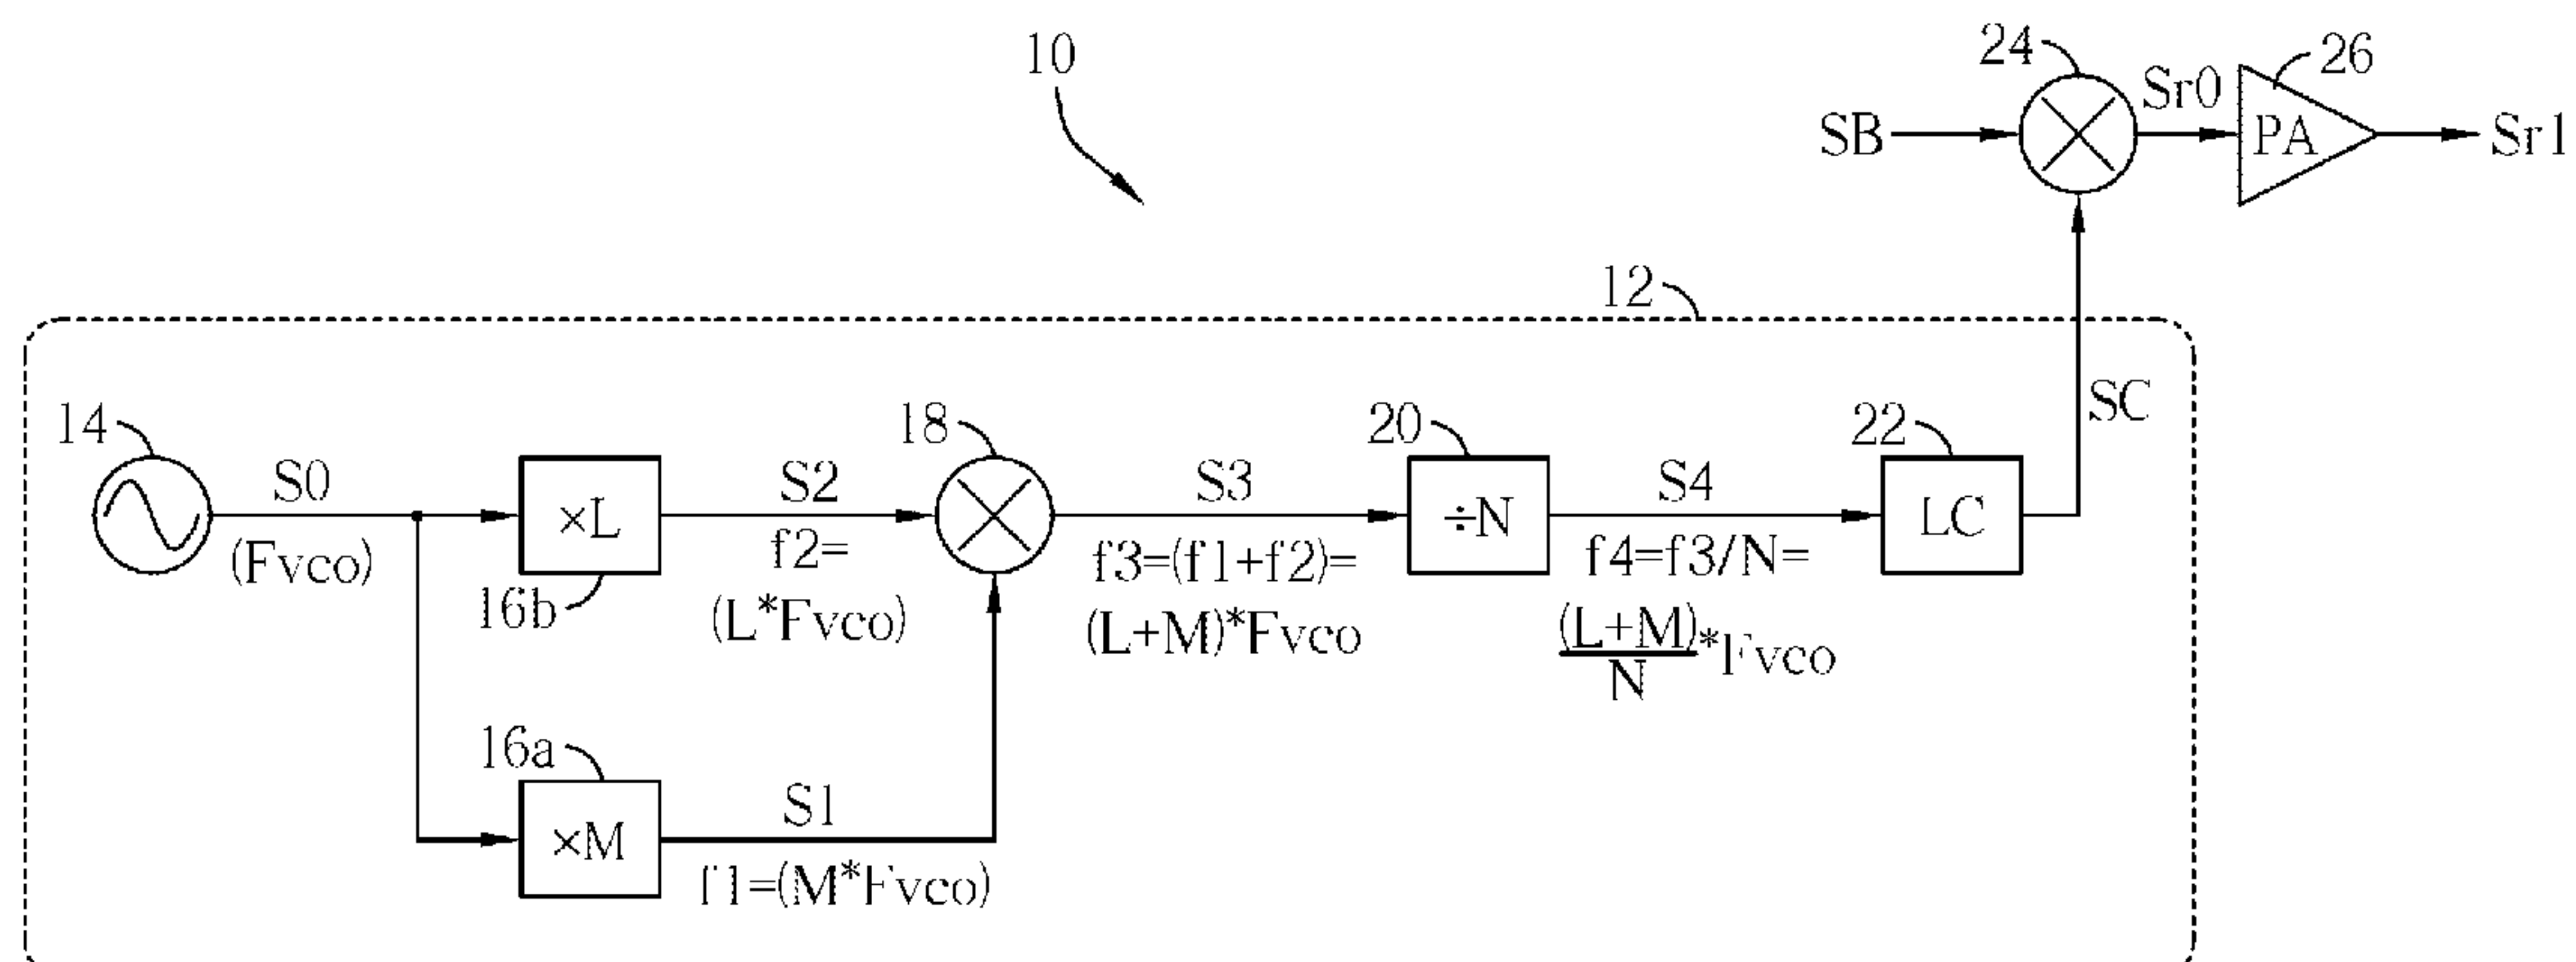 10
24
Sr0
26
SB
PA
Sr1
12
SC
14
S0
(Fvco)
×L
16b
S2
f2=
(L*Fvco)
18
S3
f3=(f1+f2)=
(L+M)*Fvco
20
÷N
S4
f4=f3/N=
(L+M)
N
*Fvco
22
LC
16a
×M
S1
f1=(M*Fvco)